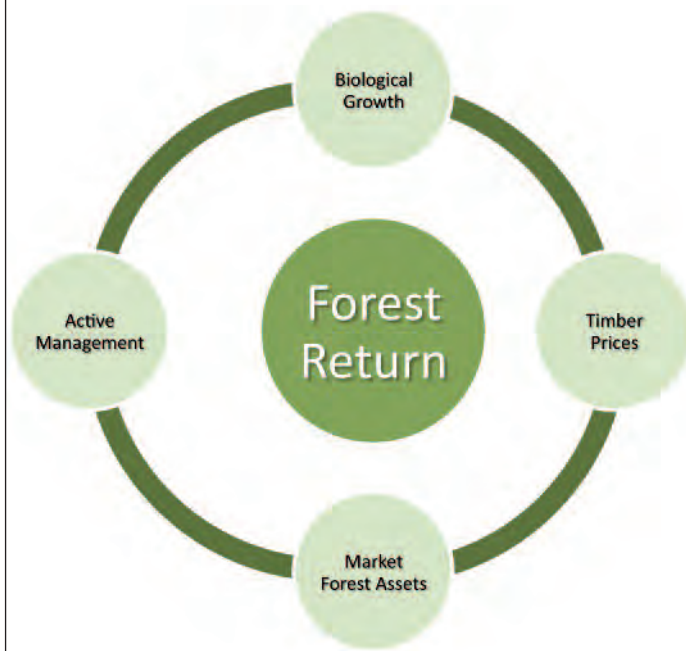 Biological
Growth
Active
Management
Forest
Return
Timber
Prices
Market
Forest Assets